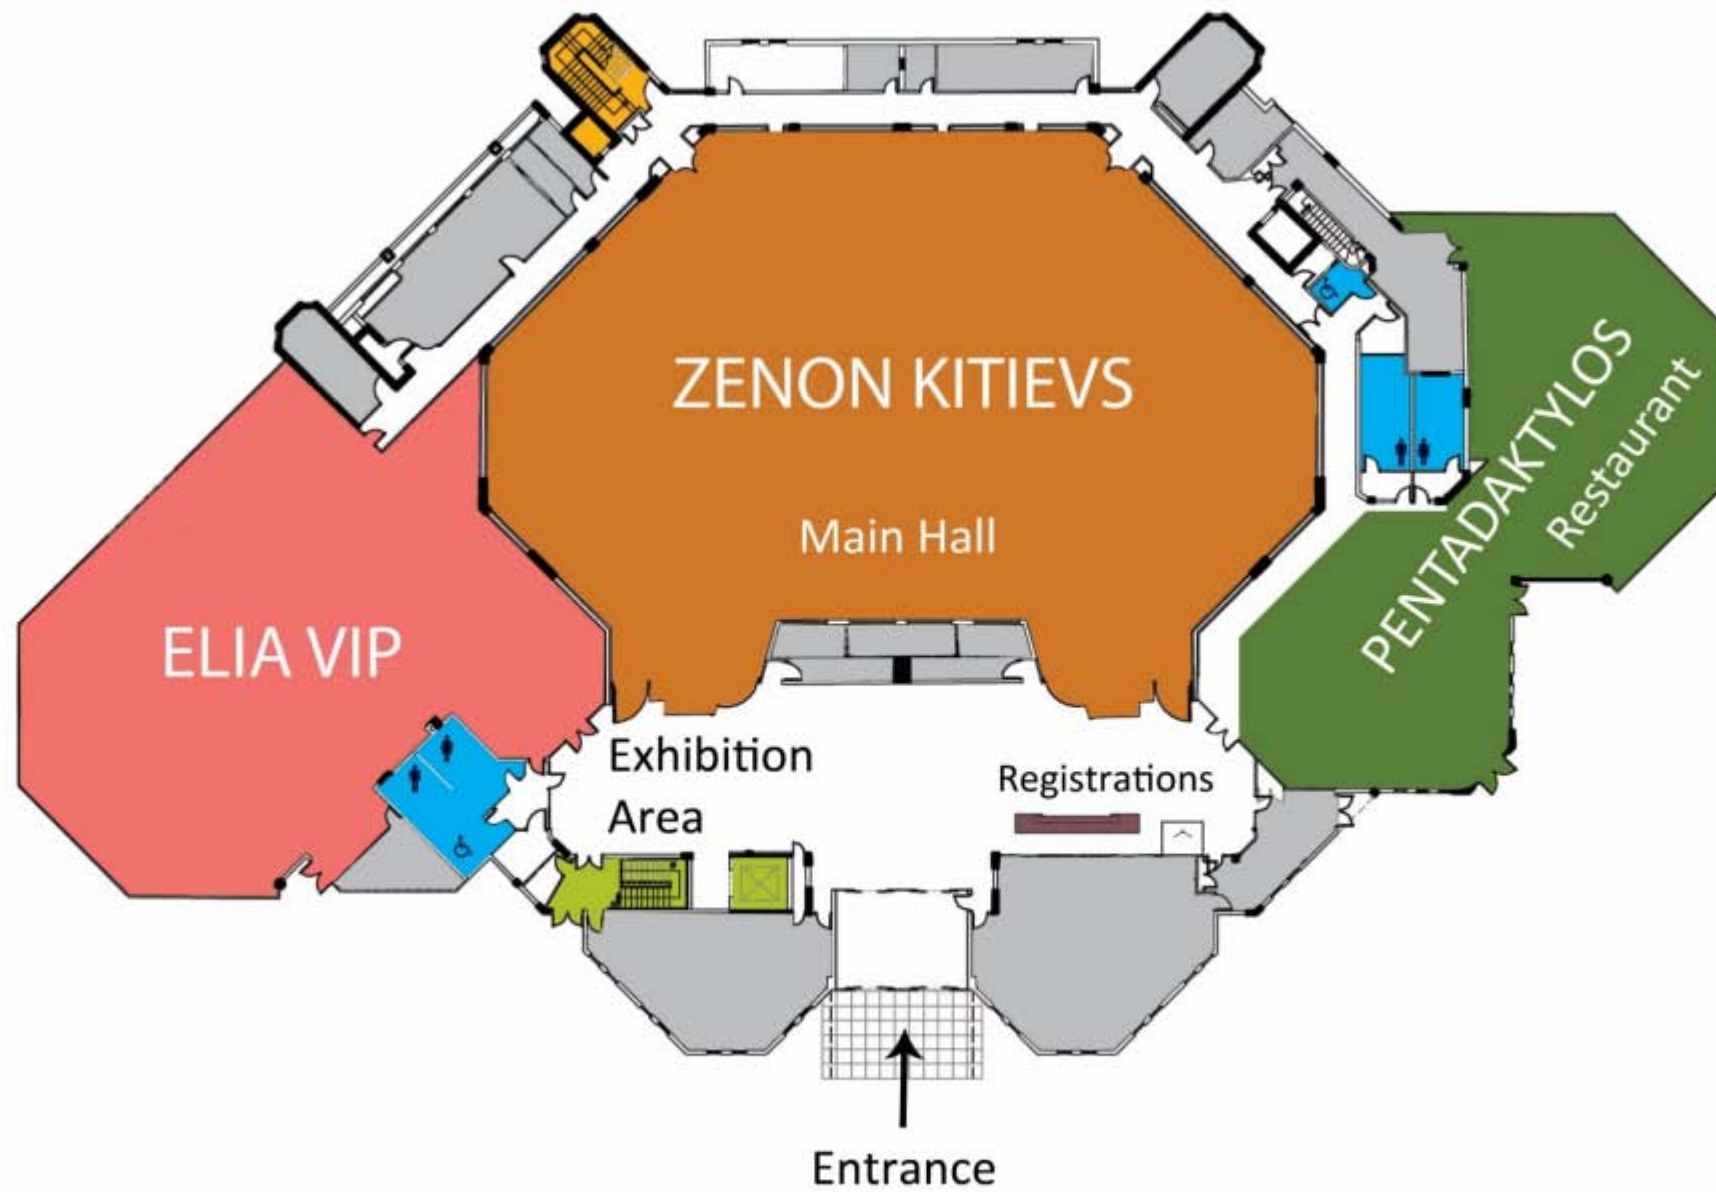 ZENON KITIEVS
Main Hall
PENTADAKTYLOS
Restaurant
ELIA VIP
Exhibition
Area
Registrations
Entrance